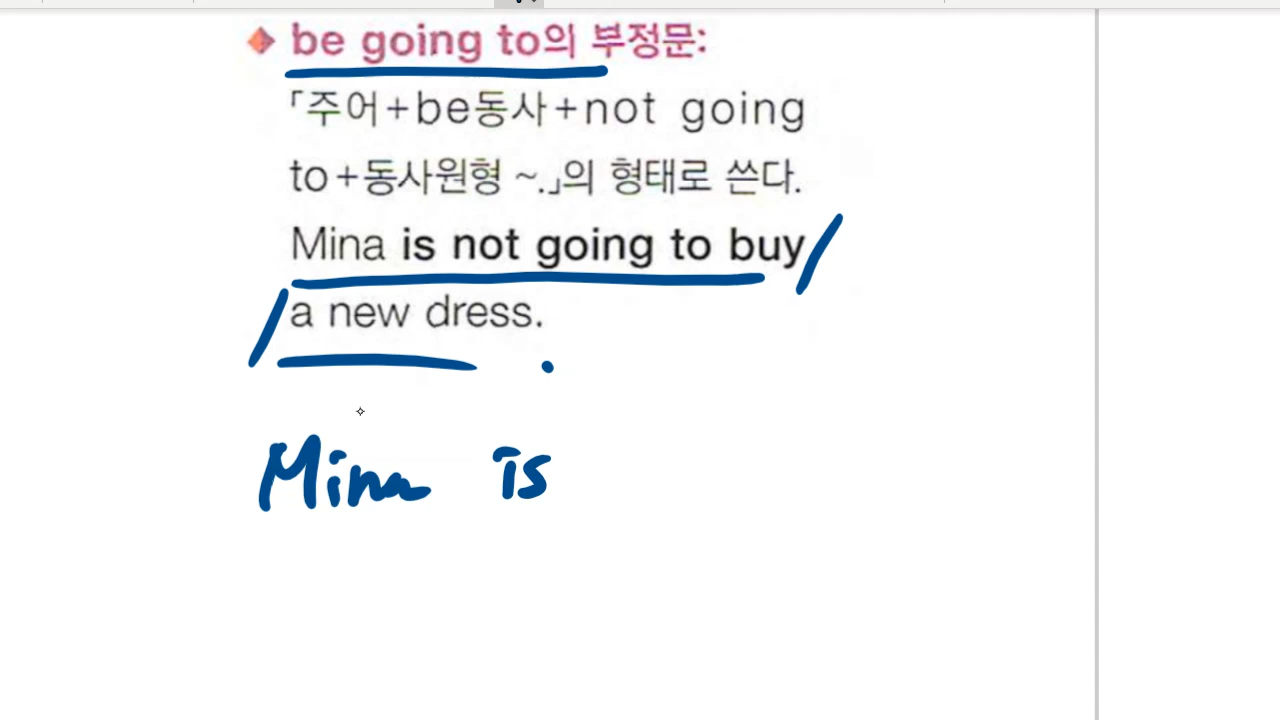 be going to의 부정문:
「주어+be동사+not going
to+동사원형 ~.」의 형태로 쓴다.
Mina is not going to buy
a new dress.
Mina is